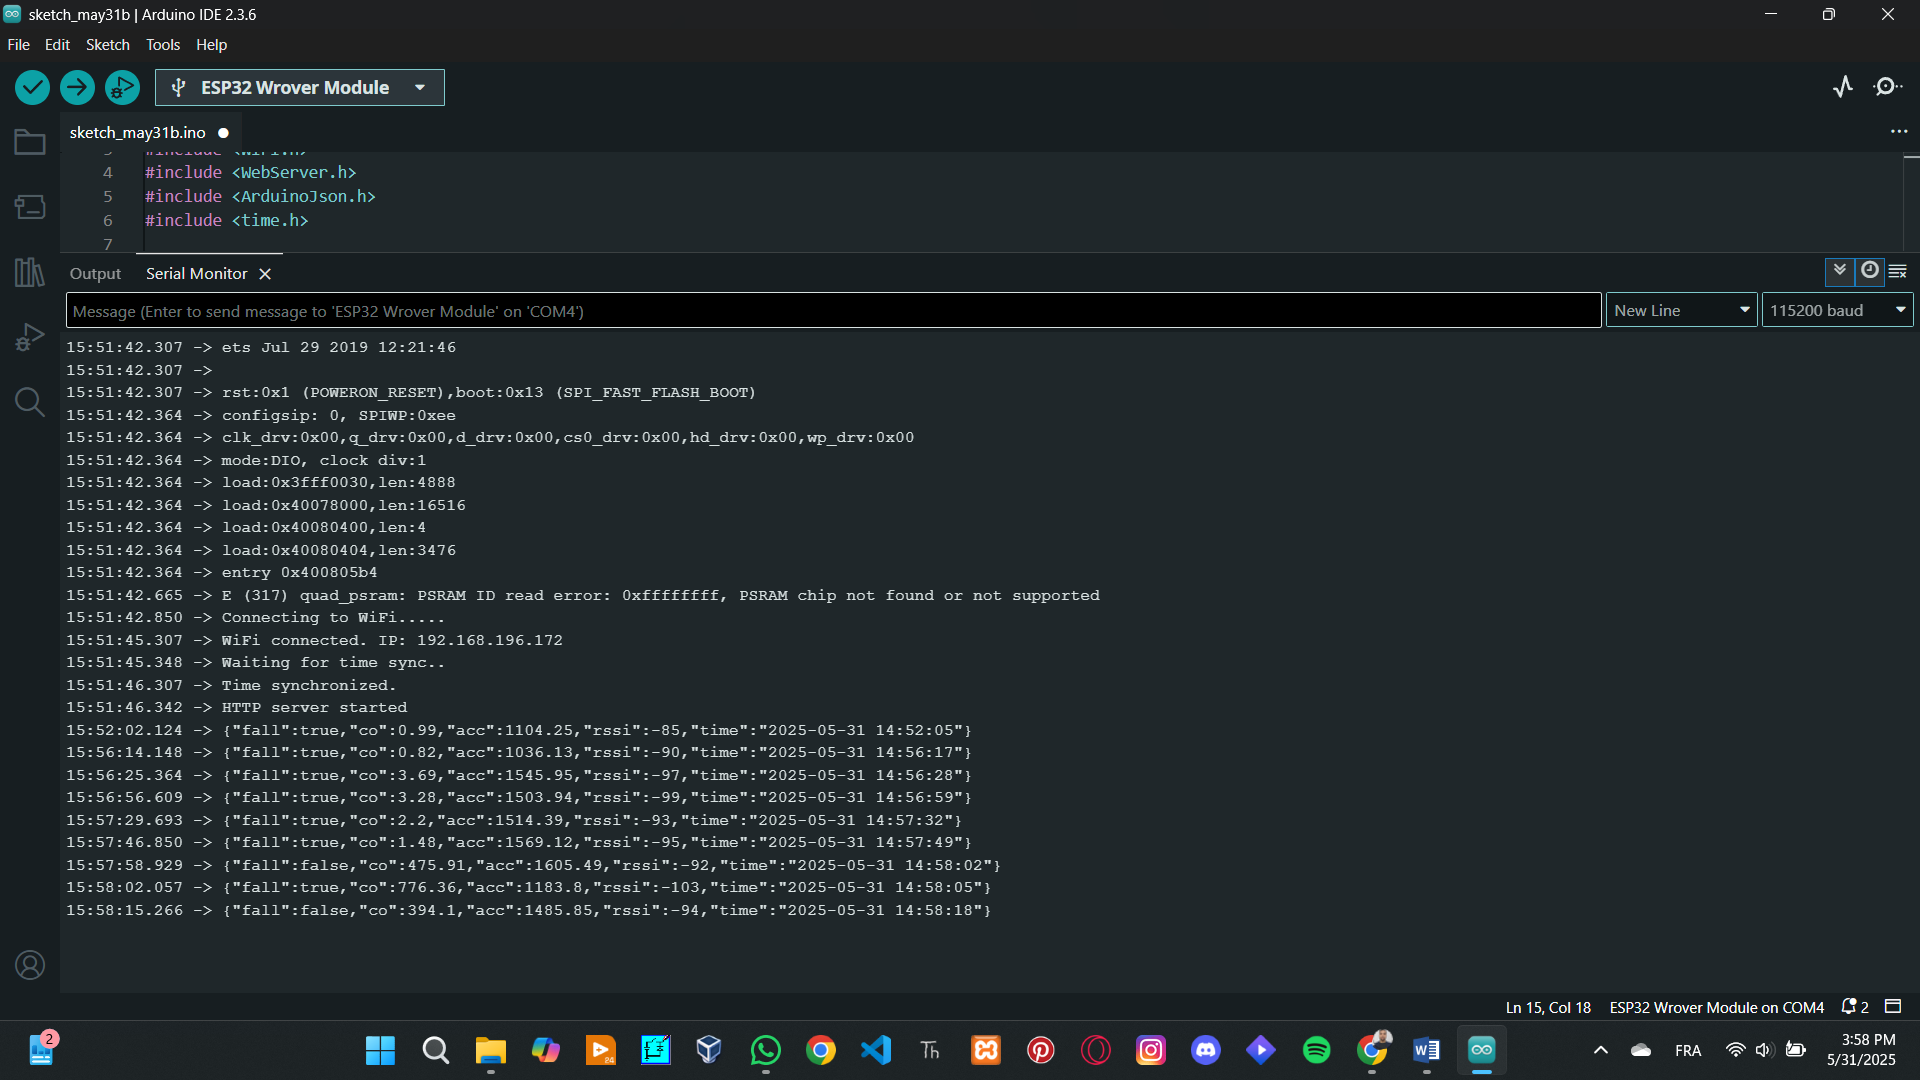 sketch_may31b | Arduino IDE 2.3.6
File Edit Sketch Tools Help
ESP32 Wrover Module
sketch_may31b.ino
3 #include <WiFi.h>
4 #include <WebServer.h>
5 #include <ArduinoJson.h>
6 #include <time.h>
7
Output Serial Monitor
Message (Enter to send message to 'ESP32 Wrover Module' on 'COM4') New Line 115200 baud
15:51:42.307 -> ets Jul 29 2019 12:21:46
15:51:42.307 ->
15:51:42.307 -> rst:0x1 (POWERON_RESET),boot:0x13 (SPI_FAST_FLASH_BOOT)
15:51:42.364 -> configsip: 0, SPIWP:0xee
15:51:42.364 -> clk_drv:0x00,q_drv:0x00,d_drv:0x00,cs0_drv:0x00,hd_drv:0x00,wp_drv:0x00
15:51:42.364 -> mode:DIO, clock div:1
15:51:42.364 -> load:0x3fff0030,len:4888
15:51:42.364 -> load:0x40078000,len:16516
15:51:42.364 -> load:0x40080400,len:4
15:51:42.364 -> load:0x40080404,len:3476
15:51:42.364 -> entry 0x400805b4
15:51:42.665 -> E (317) quad_psram: PSRAM ID read error: 0xffffffff, PSRAM chip not found or not supported
15:51:42.850 -> Connecting to WiFi.....
15:51:45.307 -> WiFi connected. IP: 192.168.196.172
15:51:45.348 -> Waiting for time sync..
15:51:46.307 -> Time synchronized.
15:51:46.342 -> HTTP server started
15:52:02.124 -> {"fall":true,"co":0.99,"acc":1104.25,"rssi":-85,"time":"2025-05-31 14:52:05"}
15:56:14.148 -> {"fall":true,"co":0.82,"acc":1036.13,"rssi":-90,"time":"2025-05-31 14:56:17"}
15:56:25.364 -> {"fall":true,"co":3.69,"acc":1545.95,"rssi":-97,"time":"2025-05-31 14:56:28"}
15:56:56.609 -> {"fall":true,"co":3.28,"acc":1503.94,"rssi":-99,"time":"2025-05-31 14:56:59"}
15:57:29.693 -> {"fall":true,"co":2.2,"acc":1514.39,"rssi":-93,"time":"2025-05-31 14:57:32"}
15:57:46.850 -> {"fall":true,"co":1.48,"acc":1569.12,"rssi":-95,"time":"2025-05-31 14:57:49"}
15:57:58.929 -> {"fall":false,"co":475.91,"acc":1605.49,"rssi":-92,"time":"2025-05-31 14:58:02"}
15:58:02.057 -> {"fall":true,"co":776.36,"acc":1183.8,"rssi":-103,"time":"2025-05-31 14:58:05"}
15:58:15.266 -> {"fall":false,"co":394.1,"acc":1485.85,"rssi":-94,"time":"2025-05-31 14:58:18"}
Ln 15, Col 18 ESP32 Wrover Module on COM4 2
2 24 Th FRA 3:58 PM
5/31/2025